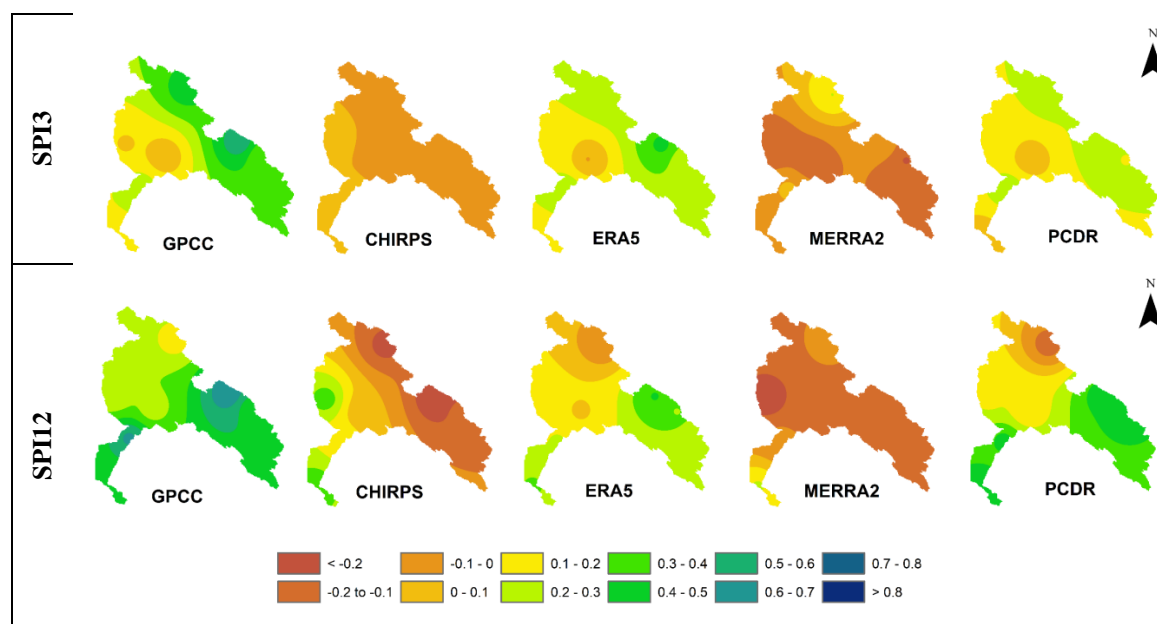 SPI3
N
GPCC
CHIRPS
ERA5
MERRA2
PCDR
SPI12
N
GPCC
CHIRPS
ERA5
MERRA2
PCDR
< -0.2
-0.1 - 0
0.1 - 0.2
0.3 - 0.4
0.5 - 0.6
0.7 - 0.8
-0.2 to -0.1
0 - 0.1
0.2 - 0.3
0.4 - 0.5
0.6 - 0.7
> 0.8